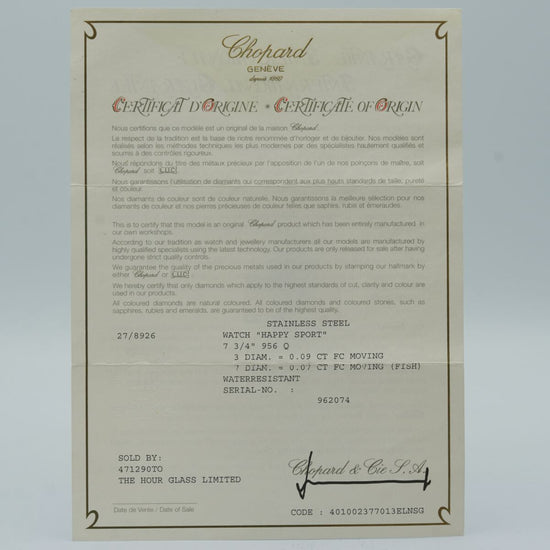 Chopard
GENÈVE
depuis 1860
CERTIFICAT D'ORIGINE * CERTIFICATE OF ORIGIN
Nous certifions que ce modèle est un original de la maison Chopard.
Le respect de la tradition est la base de notre renommée d'horloger et de bijoutier. Nos modèles sont
réalisés selon les méthodes techniques les plus modernes par des spécialistes hautement qualifiés et
soumis à des contrôles rigoureux.
Nous répondons du titre des métaux précieux par l'apposition de l'un de nos poinçons de maître, soit
Chopard soit L.U.C.
Nous garantissons l'utilisation de diamants qui correspondent aux plus hauts standards de taille, pureté
et couleur.
Nos diamants de couleur sont de couleur naturelle. Nous garantissons la meilleure sélection pour nos
diamants de couleur et nos pierres précieuses de couleur telles que saphirs, rubis et émeraudes.
This is to certify that this model is an original Chopard product which has been entirely manufactured in
our own workshops.
According to our tradition as watch and jewellery manufacturers all our models are manufactured by
highly qualified specialists using the latest technology. Our products are only released for sale after having
undergone strict quality controls.
We guarantee the quality of the precious metals used in our products by stamping our hallmark by
either Chopard or L.U.C.
We hereby certify that only diamonds which apply to the highest standards of cut, clarity and colour are
used in our products.
All coloured diamonds are natural coloured. All coloured diamonds and coloured stones, such as
sapphires, rubies and emeralds, are guaranteed to be of the best selection.
STAINLESS STEEL
27/8926 WATCH "HAPPY SPORT"
7 3/4" 956 Q
3 DIAM. = 0.09 CT FC MOVING
7 DIAM. = 0.07 CT FC MOVING (FISH)
WATERRESISTANT
SERIAL-NO. :
962074
SOLD BY:
471290TO
THE HOUR GLASS LIMITED
Chopard & Cie S.A.
Date de Vente / Date of Sale
CODE : 401002377013ELNSG